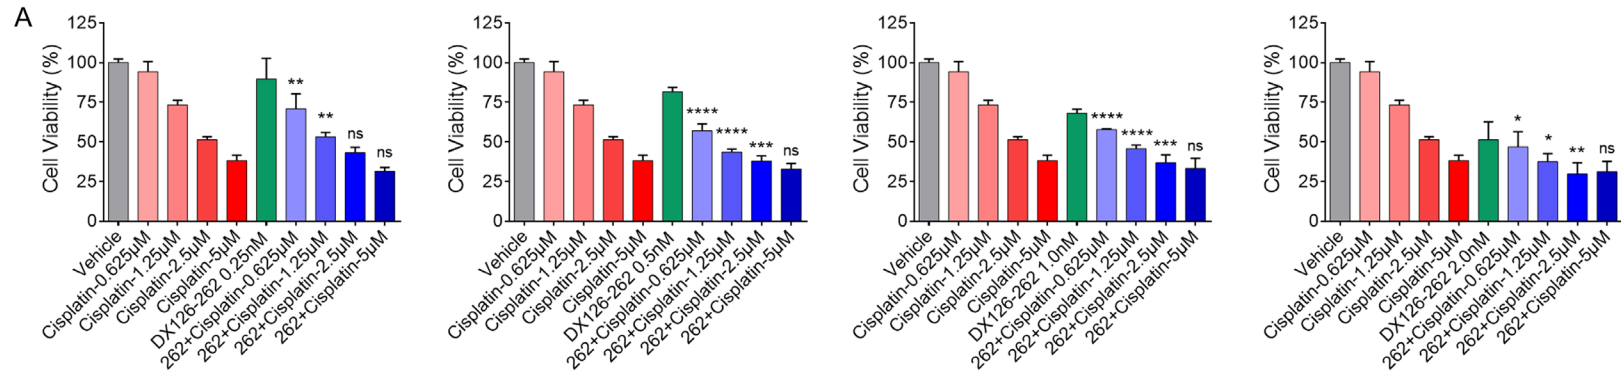 A
Cell Viability (%)
125
100
75
50
25
0
** ** ns ns
Vehicle
Cisplatin-0.625μM
Cisplatin-1.25μM
Cisplatin-2.5μM
Cisplatin-5μM
DX126-262 0.25nM
262+Cisplatin-0.625μM
262+Cisplatin-1.25μM
262+Cisplatin-2.5μM
262+Cisplatin-5μM
Cell Viability (%)
125
100
75
50
25
0
**** **** *** ns
Vehicle
Cisplatin-0.625μM
Cisplatin-1.25μM
Cisplatin-2.5μM
Cisplatin-5μM
DX126-262 0.5nM
262+Cisplatin-0.625μM
262+Cisplatin-1.25μM
262+Cisplatin-2.5μM
262+Cisplatin-5μM
Cell Viability (%)
125
100
75
50
25
0
**** **** *** ns
Vehicle
Cisplatin-0.625μM
Cisplatin-1.25μM
Cisplatin-2.5μM
Cisplatin-5μM
DX126-262 1.0nM
262+Cisplatin-0.625μM
262+Cisplatin-1.25μM
262+Cisplatin-2.5μM
262+Cisplatin-5μM
Cell Viability (%)
125
100
75
50
25
0
* * ** ns
Vehicle
Cisplatin-0.625μM
Cisplatin-1.25μM
Cisplatin-2.5μM
Cisplatin-5μM
DX126-262 2.0nM
262+Cisplatin-0.625μM
262+Cisplatin-1.25μM
262+Cisplatin-2.5μM
262+Cisplatin-5μM